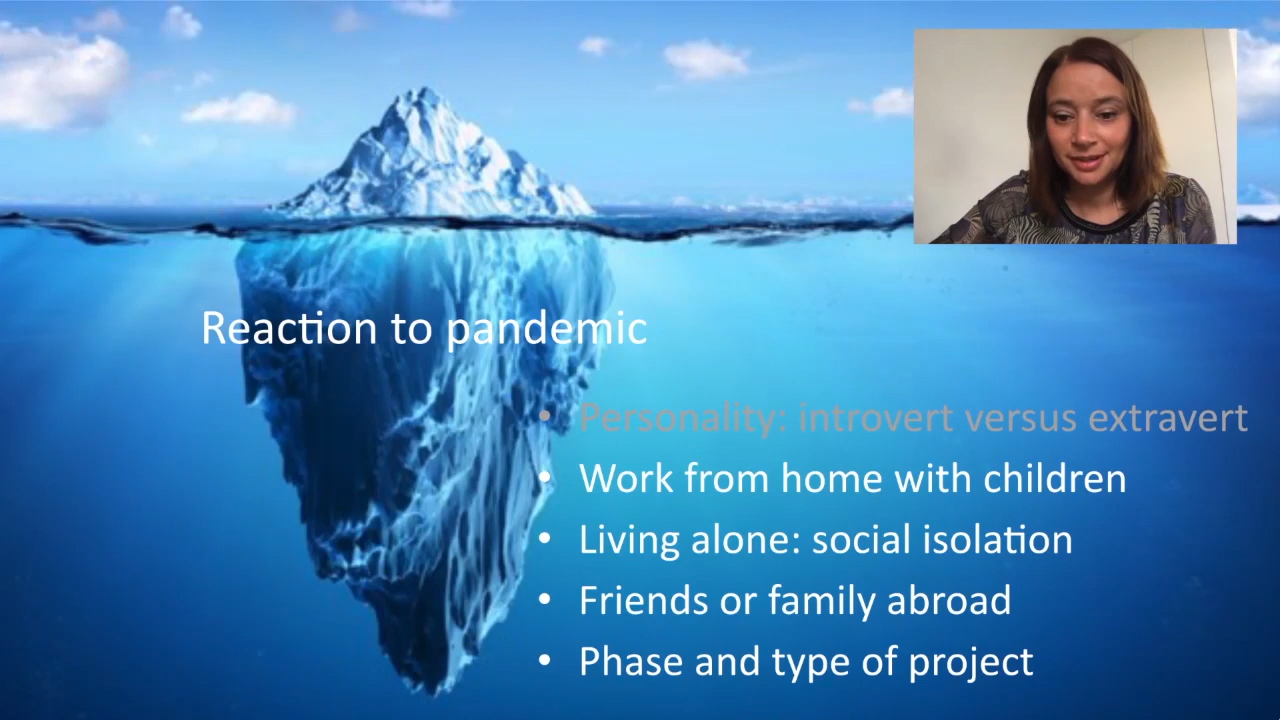 Reaction to pandemic
• Personality: introvert versus extravert
• Work from home with children
• Living alone: social isolation
• Friends or family abroad
• Phase and type of project